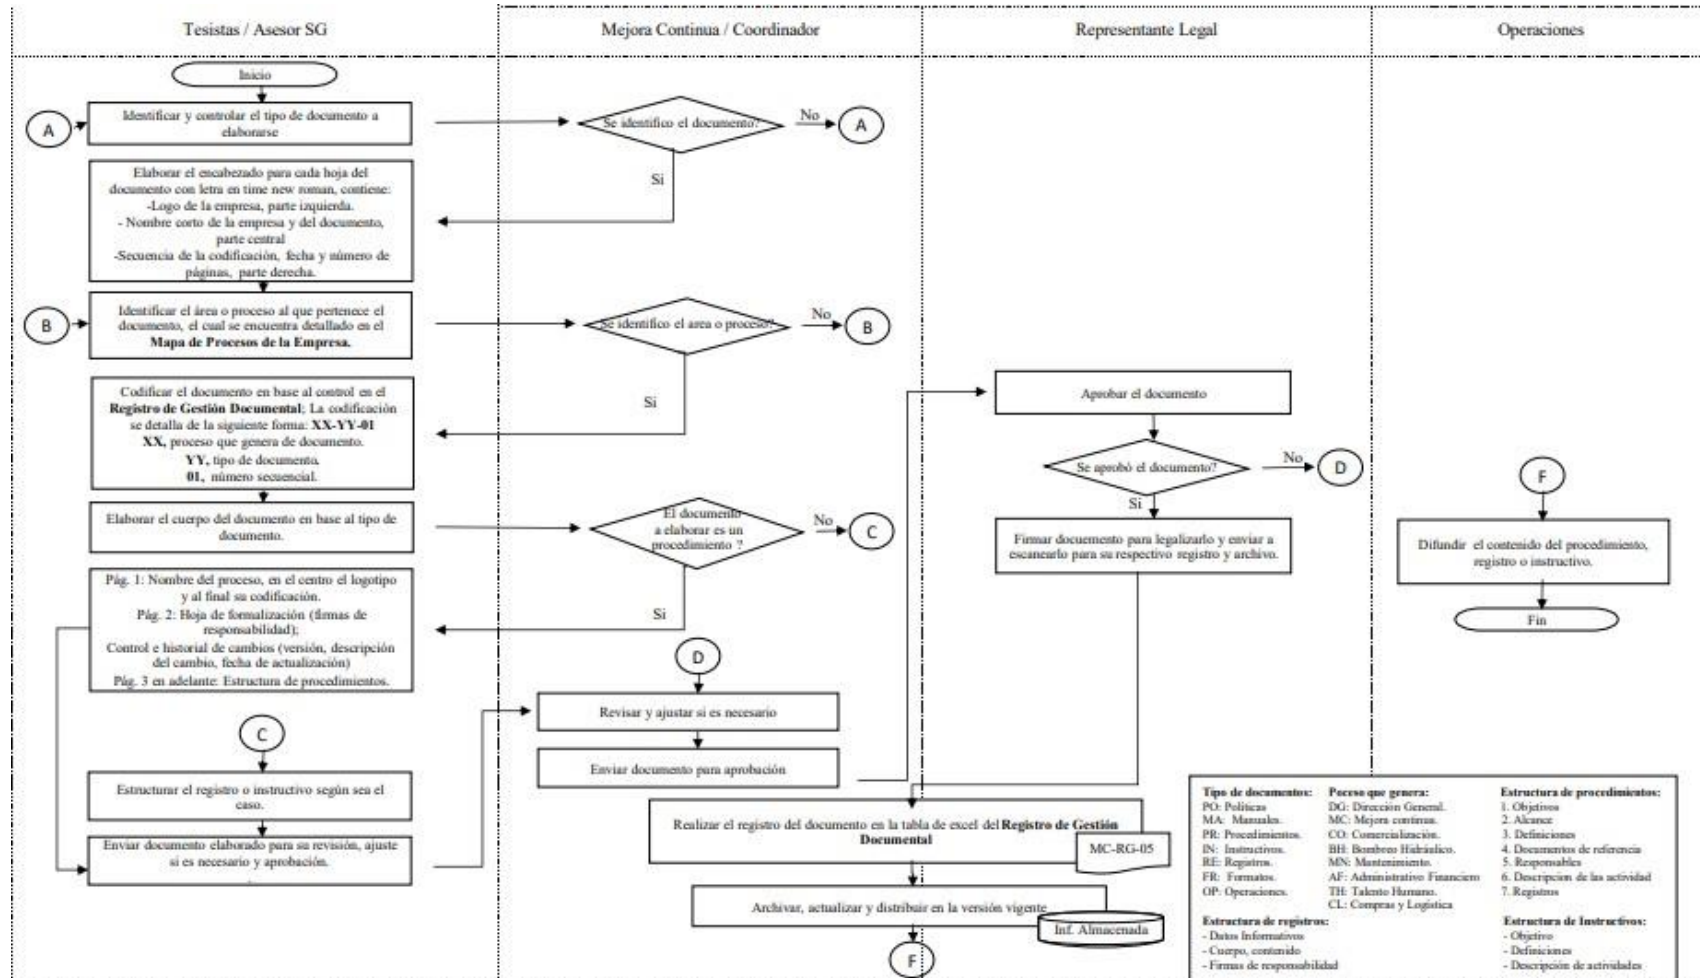 Tesistas / Asesor SG
Mejora Continua / Coordinador
Representante Legal
Operaciones
Inicio
A
Identificar y controlar el tipo de documento a
elaborarse
Se identifico el documento?
No
A
Si
Elaborar el encabezado para cada hoja del
documento con letra en time new roman, contiene:
-Logo de la empresa, parte izquierda.
- Nombre corto de la empresa y del documento,
parte central
-Secuencia de la codificación, fecha y número de
páginas, parte derecha.
B
Identificar el área o proceso al que pertenece el
documento, el cual se encuentra detallado en el
Mapa de Procesos de la Empresa.
Se identifico el area o proceso?
No
B
Si
Codificar el documento en base al control en el
Registro de Gestión Documental; La codificación
se detalla de la siguiente forma: XX-YY-01
XX, proceso que genera de documento.
YY, tipo de documento.
01, número secuencial.
Elaborar el cuerpo del documento en base al tipo de
documento.
El documento
a elaborar es un
procedimiento ?
No
C
Si
Pág. 1: Nombre del proceso, en el centro el logotipo
y al final su codificación.
Pág. 2: Hoja de formalización (firmas de
responsabilidad);
Control e historial de cambios (versión, descripción
del cambio, fecha de actualización)
Pág. 3 en adelante: Estructura de procedimientos.
C
Estructurar el registro o instructivo según sea el
caso.
Enviar documento elaborado para su revisión, ajuste
si es necesario y aprobación.
D
Revisar y ajustar si es necesario
Enviar documento para aprobación
Aprobar el documento
Se aprobó el documento?
No
D
Si
Firmar docuemento para legalizarlo y enviar a
escanearlo para su respectivo registro y archivo.
Realizar el registro del documento en la tabla de excel del Registro de Gestión
Documental
MC-RG-05
Archivar, actualizar y distribuir en la versión vigente
Inf. Almacenada
F
F
Difundir el contenido del procedimiento,
registro o instructivo.
Fin
Tipo de documentos:
PO: Políticas
MA: Manuales.
PR: Procedimientos.
IN: Instructivos.
RE: Registros.
FR: Formatos.
OP: Operaciones.
Poceso que genera:
DG: Dirección General.
MC: Mejora continua.
CO: Comercialización.
BH: Bombeo Hidráulico.
MN: Mantenimiento.
AF: Administrativo Financiero
TH: Talento Humano.
CL: Compras y Logística
Estructura de procedimientos:
1. Objetivos
2. Alcance
3. Definiciones
4. Documentos de referencia
5. Responsables
6. Descripcion de las actividad
7. Registros
Estructura de registros:
- Datos Informativos
- Cuerpo, contenido
- Firmas de responsabilidad
Estructura de Instructivos:
- Objetivo
- Definiciones
- Descripción de actividades